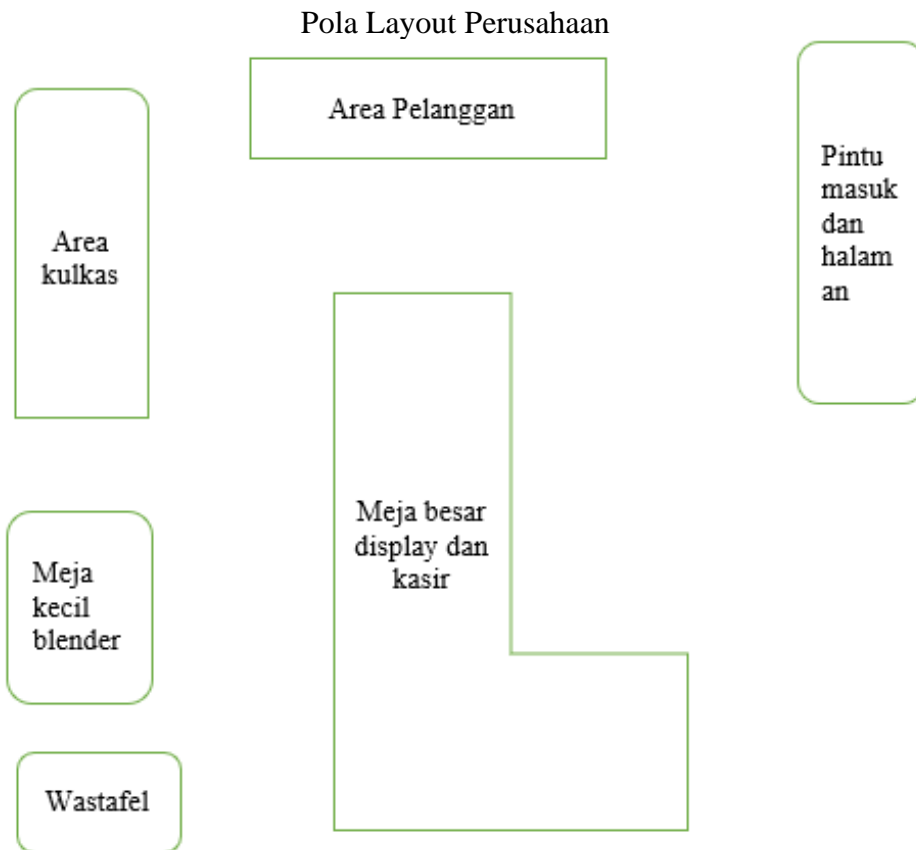 Pola Layout Perusahaan
Area Pelanggan
Pintu
masuk
dan
halam
an
Area
kulkas
Meja besar
display dan
kasir
Meja
kecil
blender
Wastafel